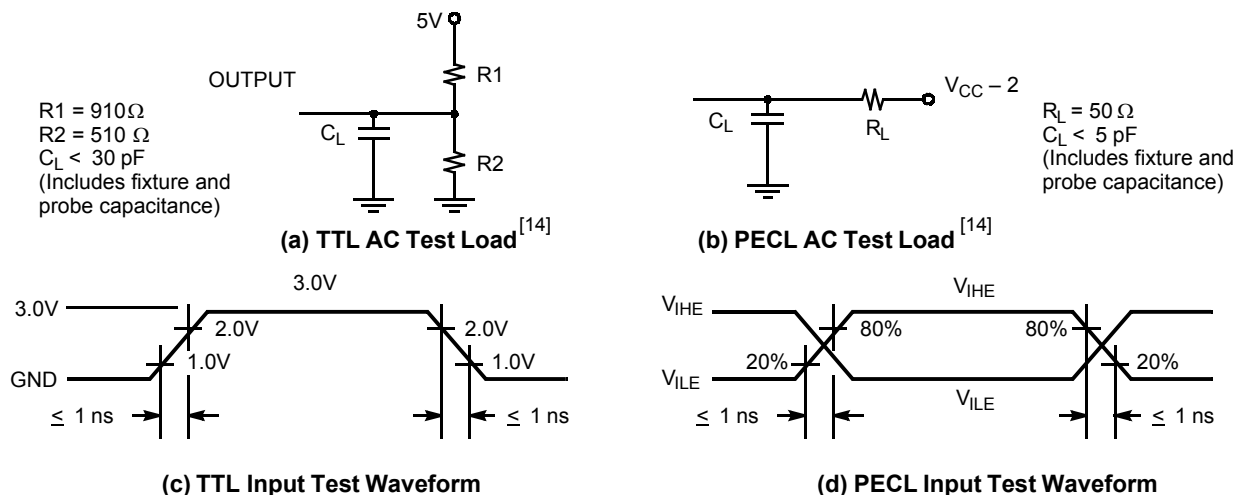 5V
R1
OUTPUT
R1 = 910Ω
R2 = 510 Ω
C_L < 30 pF
(Includes fixture and
probe capacitance)
C_L
R2
(a) TTL AC Test Load [14]
V_CC – 2
C_L
R_L
R_L = 50 Ω
C_L < 5 pF
(Includes fixture and
probe capacitance)
(b) PECL AC Test Load [14]
3.0V
3.0V
2.0V
2.0V
1.0V
1.0V
GND
≤ 1 ns
≤ 1 ns
(c) TTL Input Test Waveform
V_IHE
V_IHE
80%
80%
20%
20%
V_ILE
V_ILE
≤ 1 ns
≤ 1 ns
(d) PECL Input Test Waveform